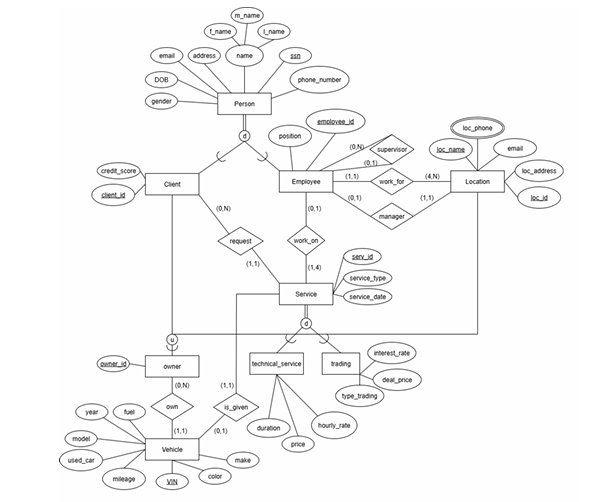 m_name
f_name
l_name
email
address
name
ssn
DOB
phone_number
gender
Person
d
employee_id
loc_phone
position
(0,N)
supervisor
loc_name
email
(0,1)
credit_score
loc_address
Client
Employee
(1,1)
work_for
(4,N)
Location
client_id
(0,1)
(1,1)
loc_id
(0,N)
(0,1)
manager
request
work_on
(1,1)
(1,4)
serv_id
service_type
Service
service_date
d
u
interest_rate
owner_id
owner
technical_service
trading
deal_price
(0,N)
(1,1)
type_trading
year
fuel
own
is_given
hourly_rate
duration
model
(1,1)
(0,1)
price
Vehicle
used_car
make
mileage
VIN
color